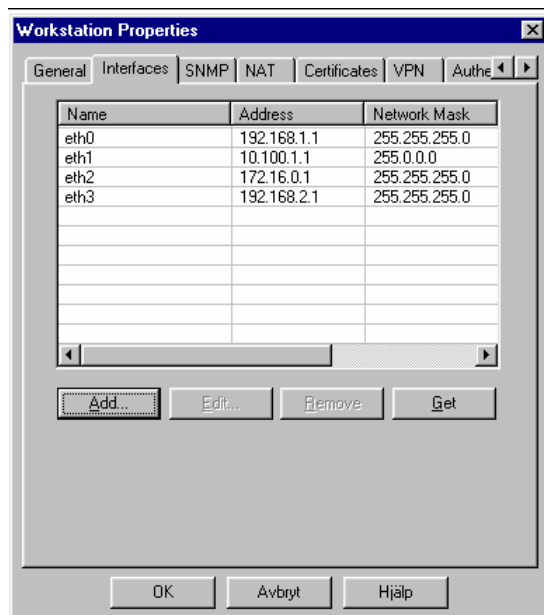 Workstation Properties
General Interfaces SNMP NAT Certificates VPN Authe
Name Address Network Mask
eth0 192.168.1.1 255.255.255.0
eth1 10.100.1.1 255.0.0.0
eth2 172.16.0.1 255.255.255.0
eth3 192.168.2.1 255.255.255.0
Add... Edit... Remove Get
OK Avbryt Hjälp